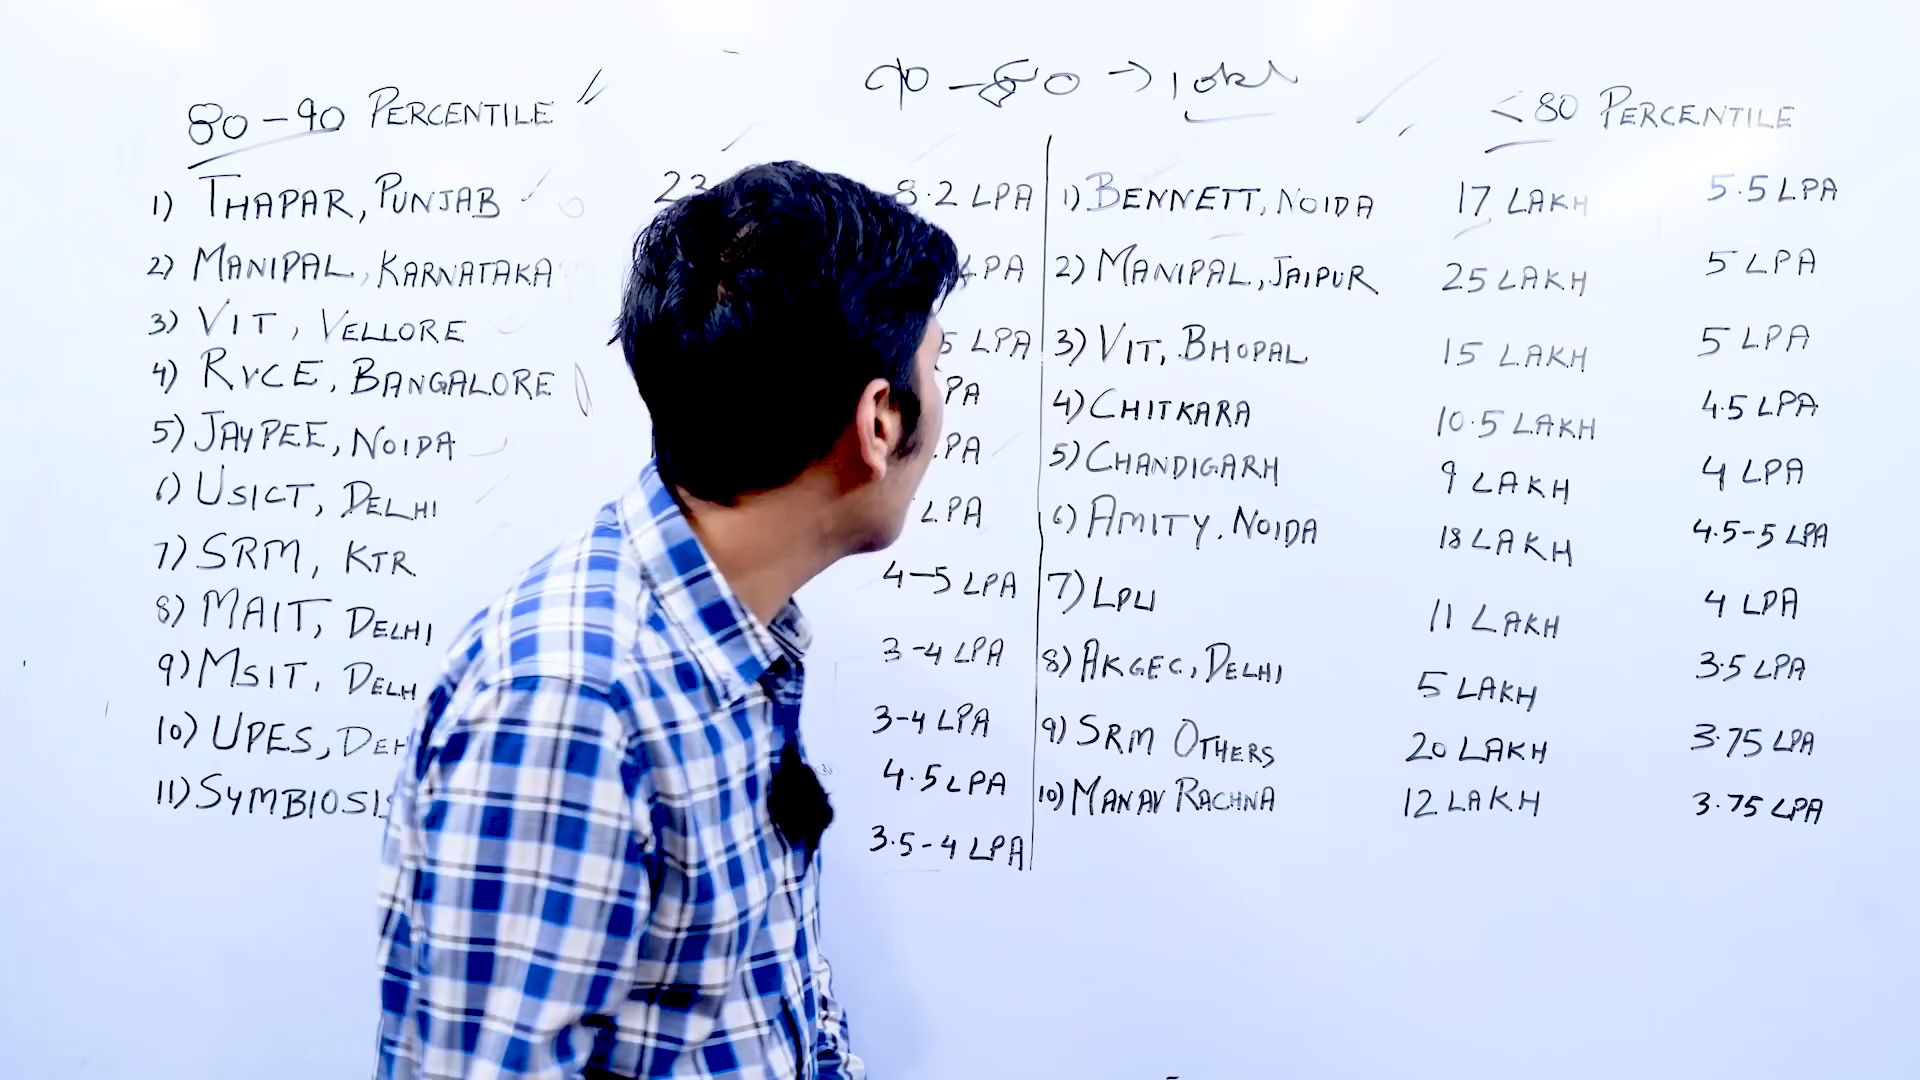 80-90 PERCENTILE
1) THAPAR, PUNJAB 23 8.2 LPA
2) MANIPAL, KARNATAKA LPA
3) VIT, VELLORE 5 LPA
4) RVCE, BANGALORE PA
5) JAYPEE, NOIDA PA
6) USICT, DELHI LPA
7) SRM, KTR 4-5 LPA
8) MAIT, DELHI 3-4 LPA
9) MSIT, DELH 3-4 LPA
10) UPES, DEH 4.5 LPA
11) SYMBIOSIS 3.5-4 LPA
90-80 →
<80 PERCENTILE
1) BENNETT, NOIDA 17 LAKH 5.5 LPA
2) MANIPAL, JAIPUR 25 LAKH 5 LPA
3) VIT, BHOPAL 15 LAKH 5 LPA
4) CHITKARA 10.5 LAKH 4.5 LPA
5) CHANDIGARH 9 LAKH 4 LPA
6) AMITY, NOIDA 18 LAKH 4.5-5 LPA
7) LPU 11 LAKH 4 LPA
8) AKGEC, DELHI 5 LAKH 3.5 LPA
9) SRM OTHERS 20 LAKH 3.75 LPA
10) MANAV RACHNA 12 LAKH 3.75 LPA